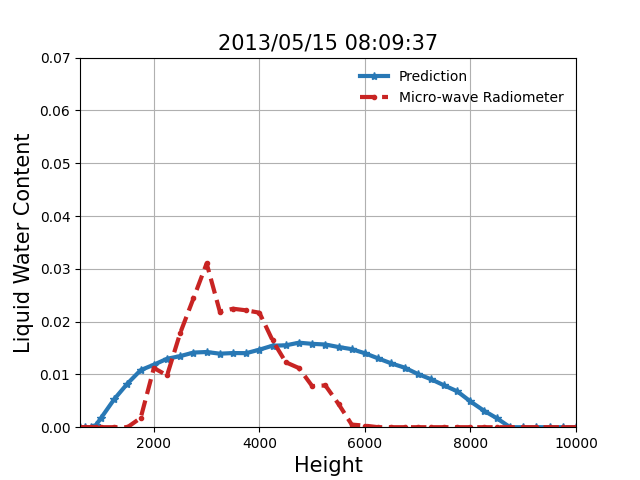 2013/05/15 08:09:37
0.07
0.06
0.05
0.04
0.03
0.02
0.01
0.00
Liquid Water Content
Prediction
Micro-wave Radiometer
2000 4000 6000 8000 10000
Height